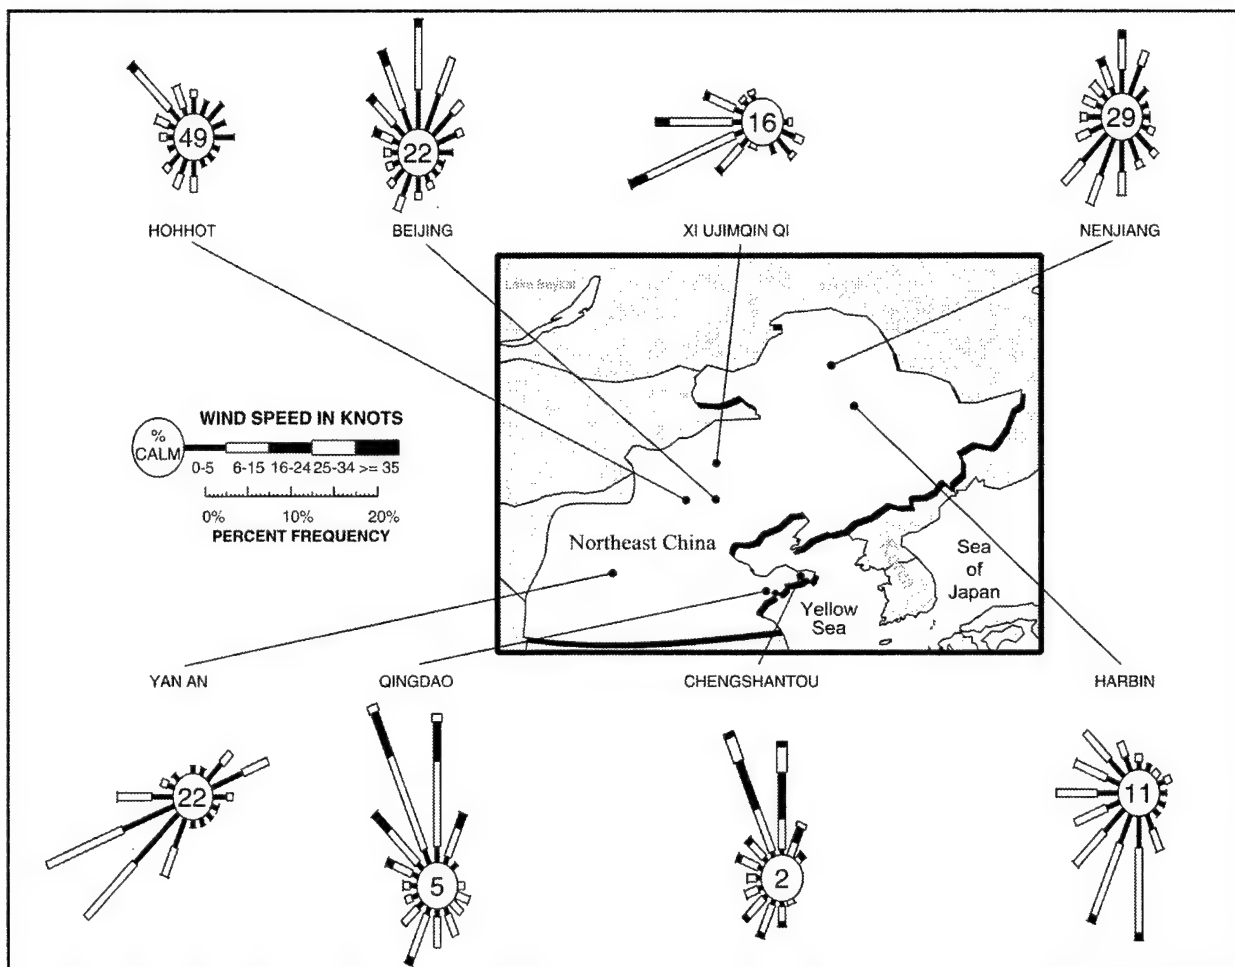 49
22
16
29
HOHHOT
BEIJING
XI UJIMQIN QI
NENJIANG
Lake Baykal
WIND SPEED IN KNOTS
%
CALM
0-5 6-15 16-24 25-34 >= 35
0% 10% 20%
PERCENT FREQUENCY
Northeast China
Sea
of
Japan
Yellow
Sea
YAN AN
QINGDAO
CHENGSHANTOU
HARBIN
22
5
2
11